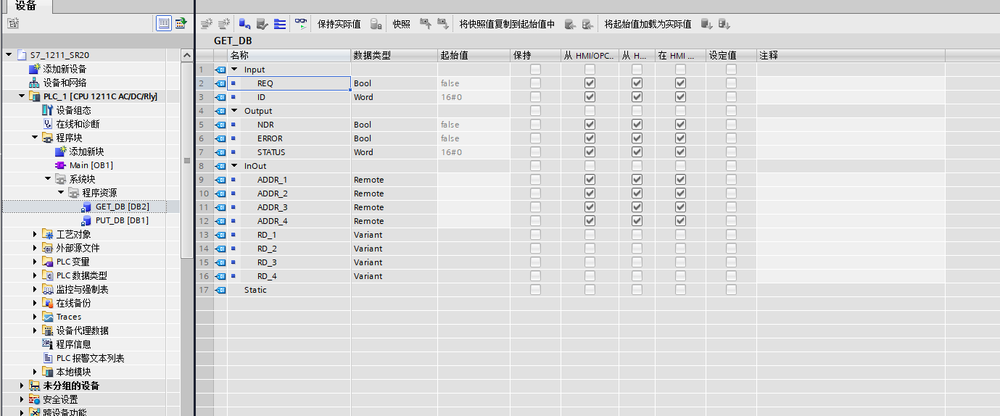 设备
保持实际值 快照 将快照值复制到起始值中 将起始值加载为实际值
GET_DB
名称 数据类型 起始值 保持 从 HMI/OPC... 从 H... 在 HMI ... 设定值 注释
1 Input
2 REQ Bool false
3 ID Word 16#0
4 Output
5 NDR Bool false
6 ERROR Bool false
7 STATUS Word 16#0
8 InOut
9 ADDR_1 Remote
10 ADDR_2 Remote
11 ADDR_3 Remote
12 ADDR_4 Remote
13 RD_1 Variant
14 RD_2 Variant
15 RD_3 Variant
16 RD_4 Variant
17 Static
S7_1211_SR20
添加新设备
设备和网络
PLC_1 [CPU 1211C AC/DC/Rly]
设备组态
在线和诊断
程序块
添加新块
Main [OB1]
系统块
程序资源
GET_DB [DB2]
PUT_DB [DB1]
工艺对象
外部源文件
PLC 变量
PLC 数据类型
监控与强制表
在线备份
Traces
设备代理数据
程序信息
PLC 报警文本列表
本地模块
未分组的设备
安全设置
跨设备功能